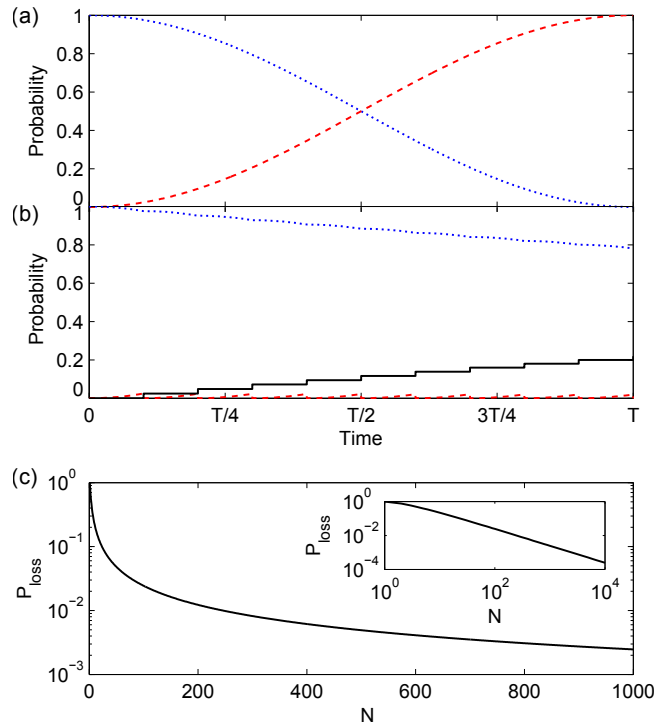 (a)
Probability
1
0.8
0.6
0.4
0.2
0
(b)
Probability
1
0.8
0.6
0.4
0.2
0
0 T/4 T/2 3T/4 T
Time
(c)
P_loss
10^0
10^-1
10^-2
10^-3
0 200 400 600 800 1000
N
P_loss
10^0
10^-2
10^-4
10^0 10^2 10^4
N